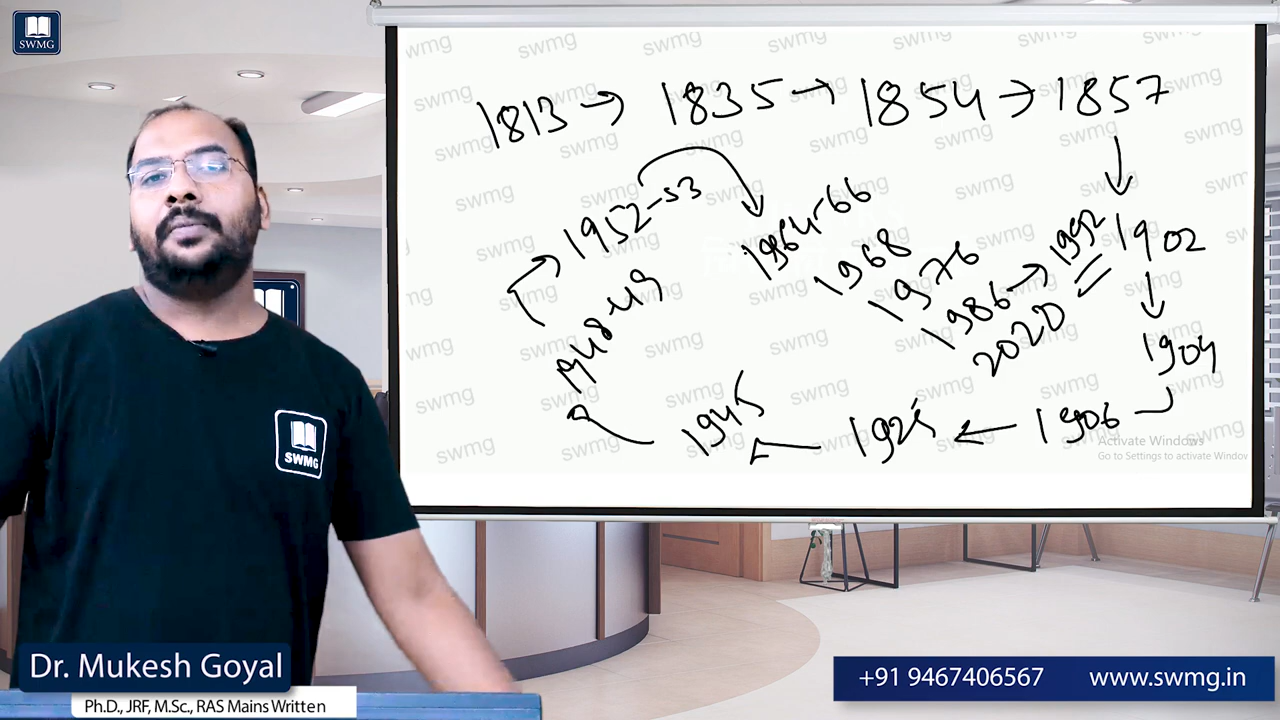 SWMG
1813 → 1835 → 1854 → 1857
1952-53
1964-66
1968
1976
1986 → 1992
2020
1902
1904
1906
1945
1948 49
SWMG
Activate Windows
Go to Settings to activate Windov
Dr. Mukesh Goyal
Ph.D., JRF, M.Sc., RAS Mains Written
+91 9467406567 www.swmg.in
swmg